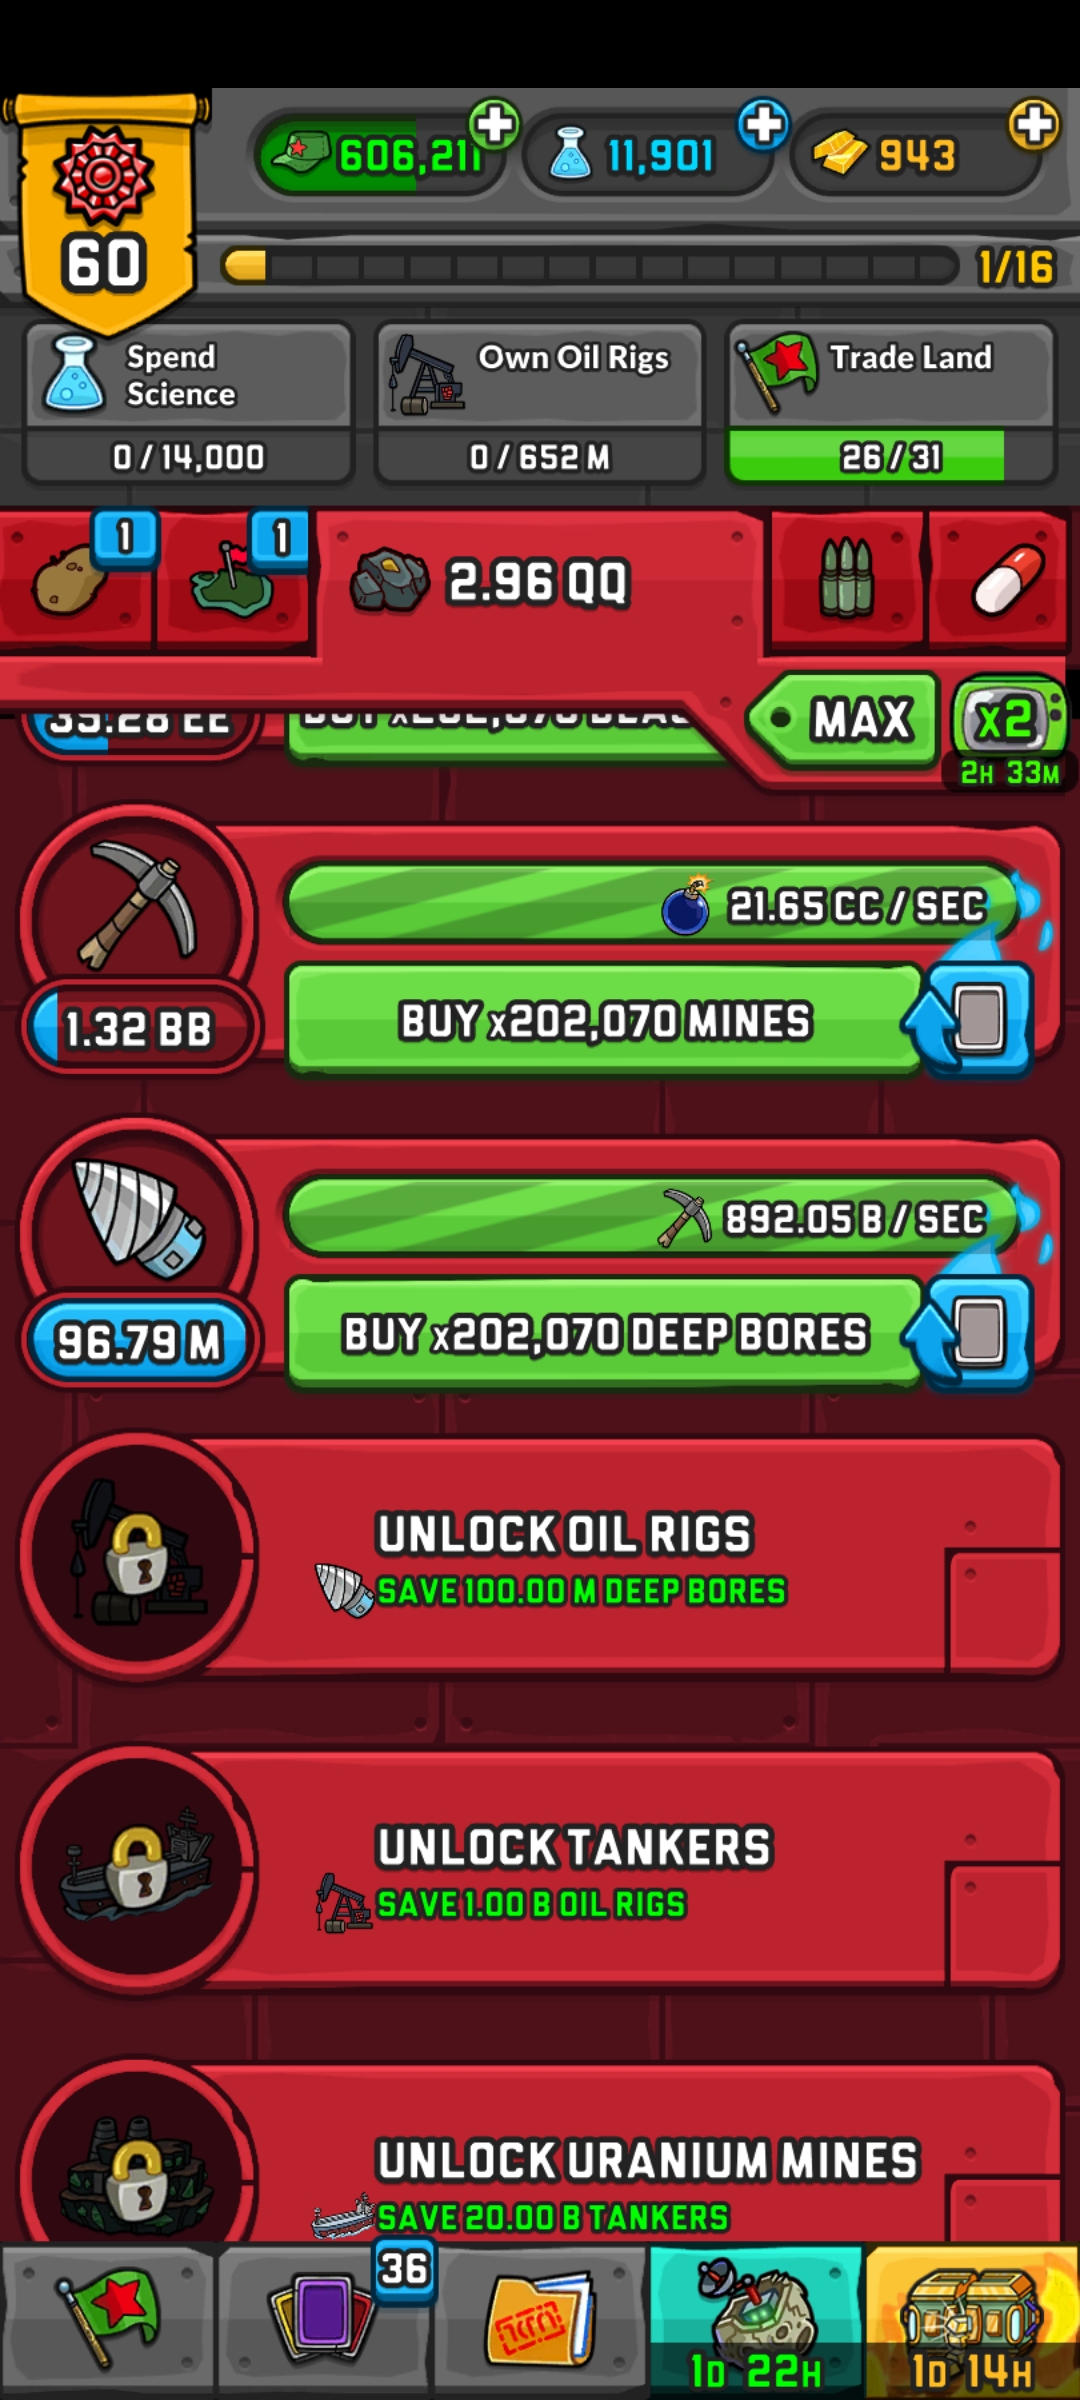 606,211
11,901
943
60
1/16
Spend
Science
0 / 14,000
Own Oil Rigs
0 / 652 M
Trade Land
26 / 31
1
1
2.96 QQ
MAX
x2
2H 33M
21.65 CC / SEC
1.32 BB
BUY x202,070 MINES
892.05 B / SEC
96.79 M
BUY x202,070 DEEP BORES
UNLOCK OIL RIGS
SAVE 100.00 M DEEP BORES
UNLOCK TANKERS
SAVE 1.00 B OIL RIGS
UNLOCK URANIUM MINES
SAVE 20.00 B TANKERS
36
1D 22H
1D 14H